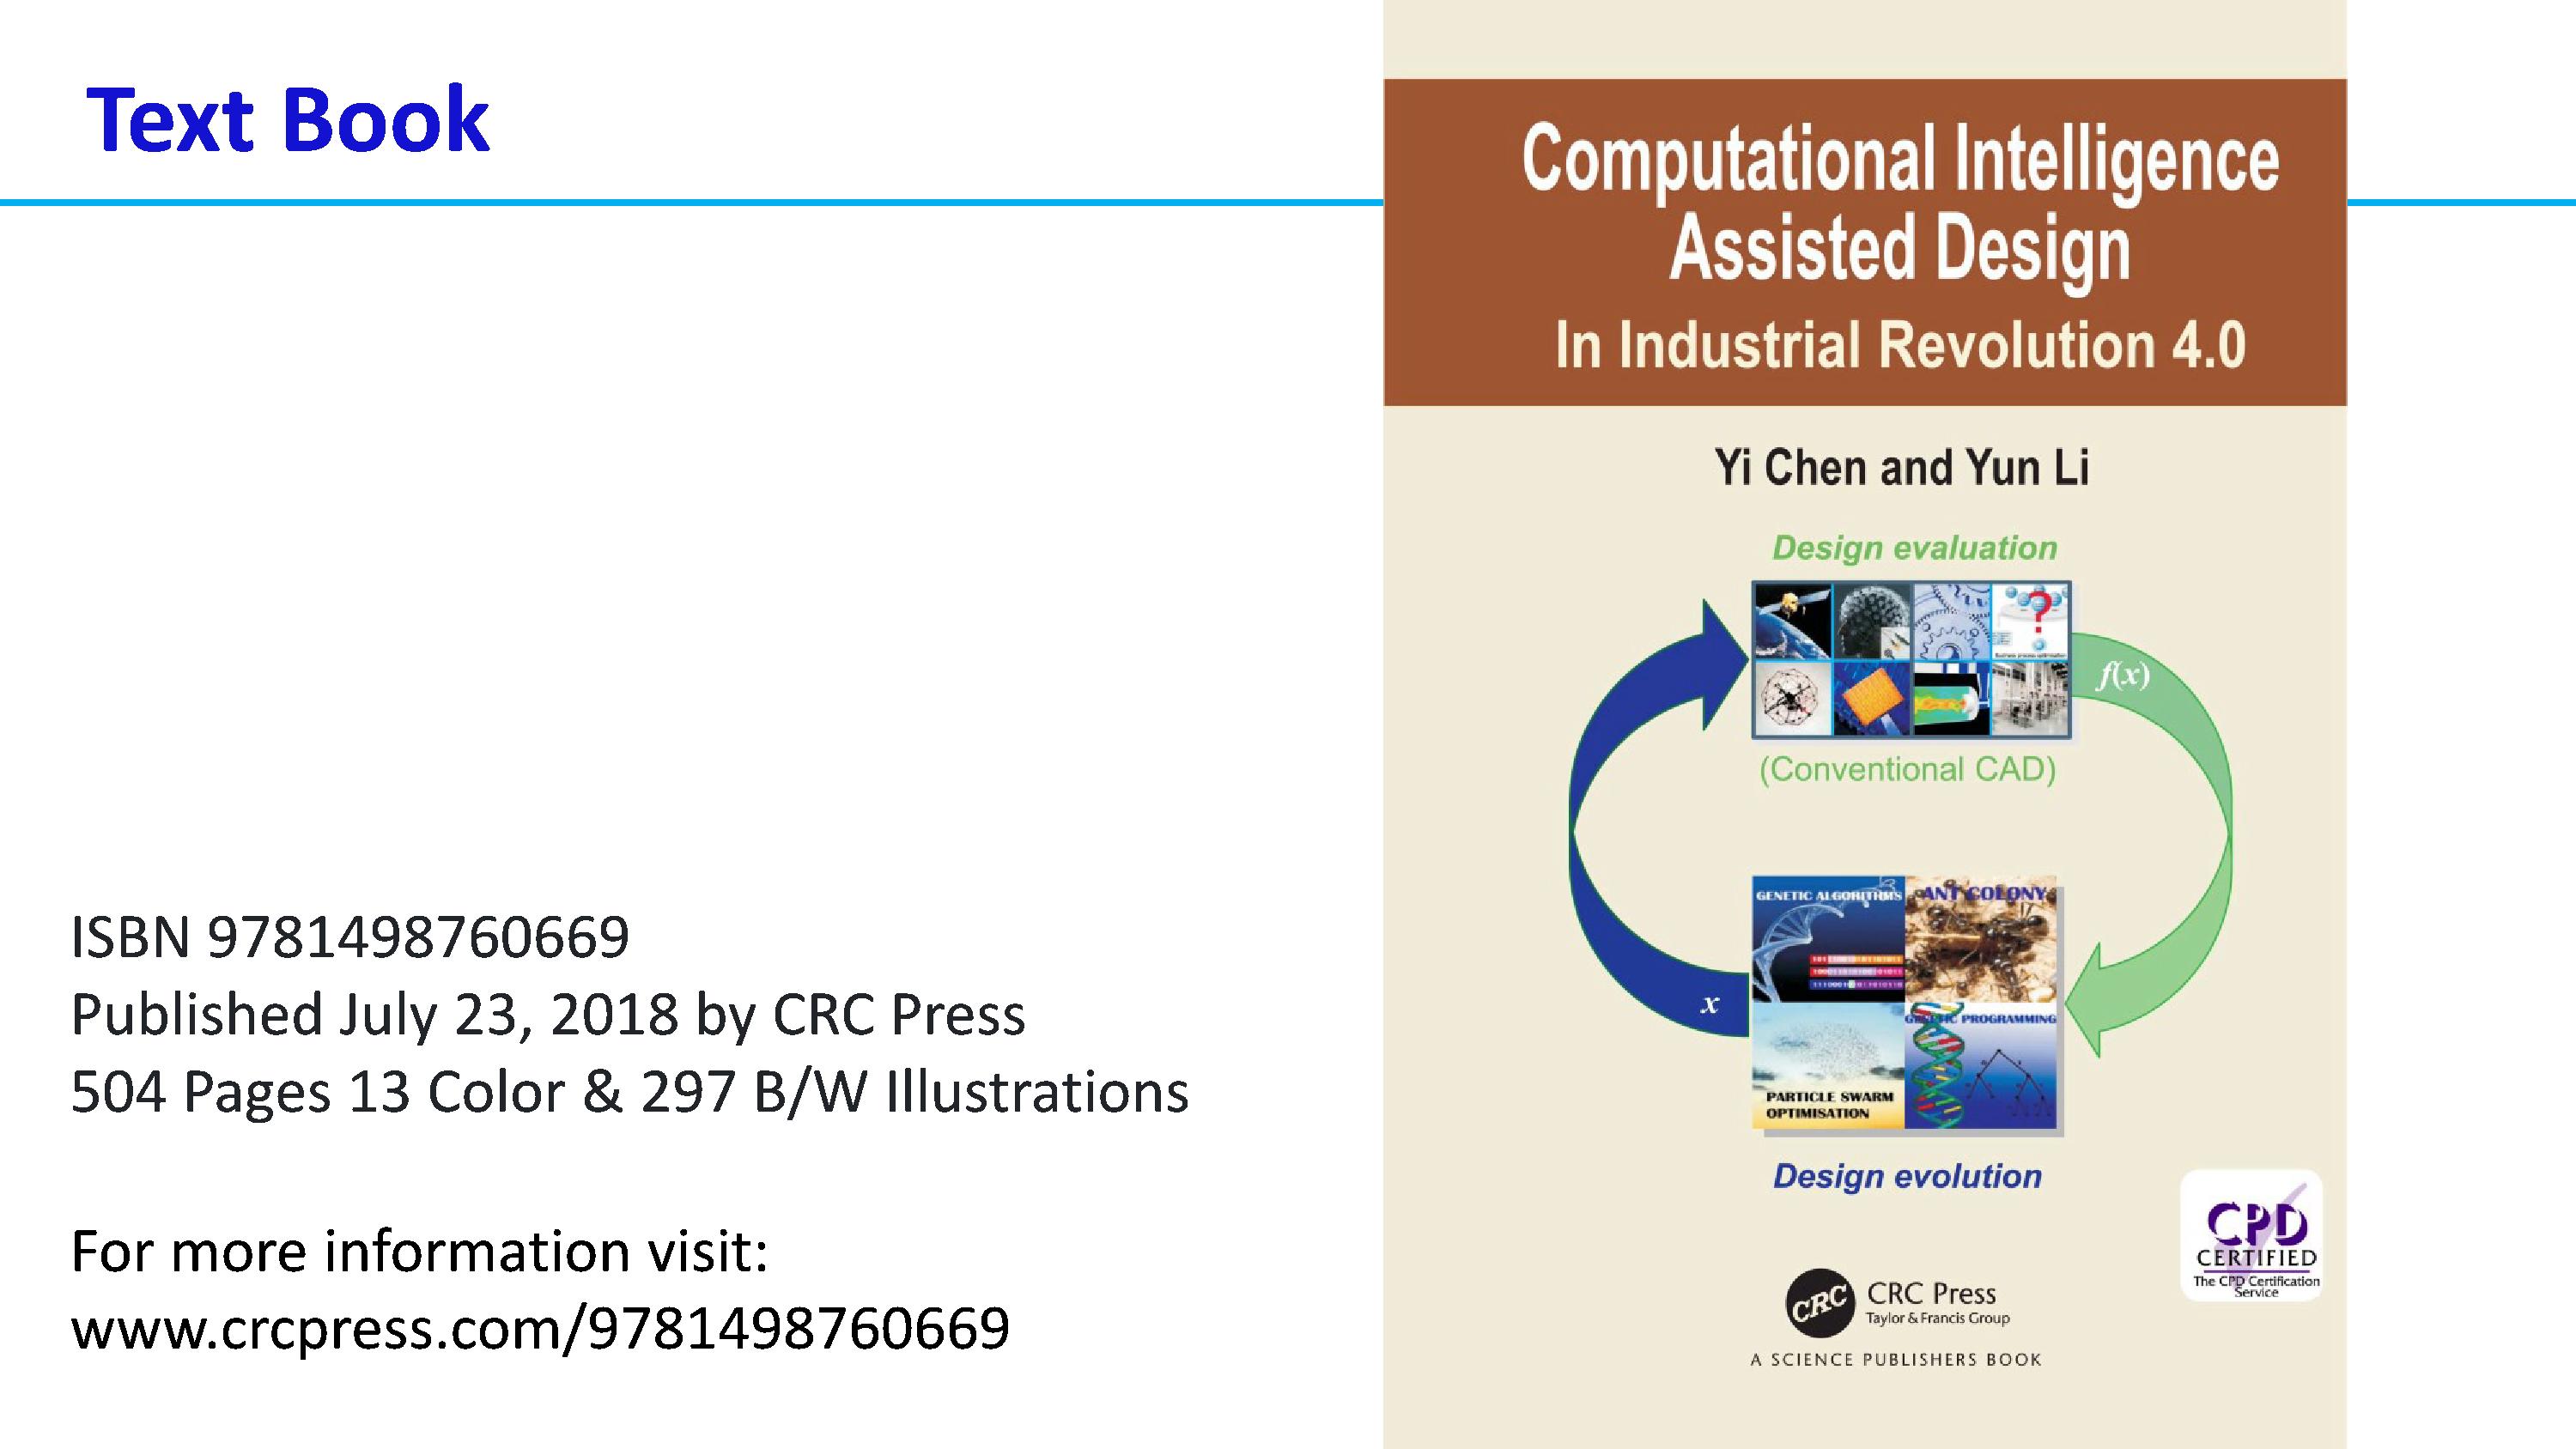 Text Book
ISBN 9781498760669
Published July 23, 2018 by CRC Press
504 Pages 13 Color & 297 B/W Illustrations
For more information visit:
www.crcpress.com/9781498760669
Computational Intelligence
Assisted Design
In Industrial Revolution 4.0
Yi Chen and Yun Li
Design evaluation
?
f(x)
(Conventional CAD)
GENETIC ALGORITHMS
ANT COLONY
x
GENETIC PROGRAMMING
PARTICLE SWARM
OPTIMISATION
Design evolution
CPD
CERTIFIED
The CPD Certification
Service
CRC
CRC Press
Taylor & Francis Group
A SCIENCE PUBLISHERS BOOK